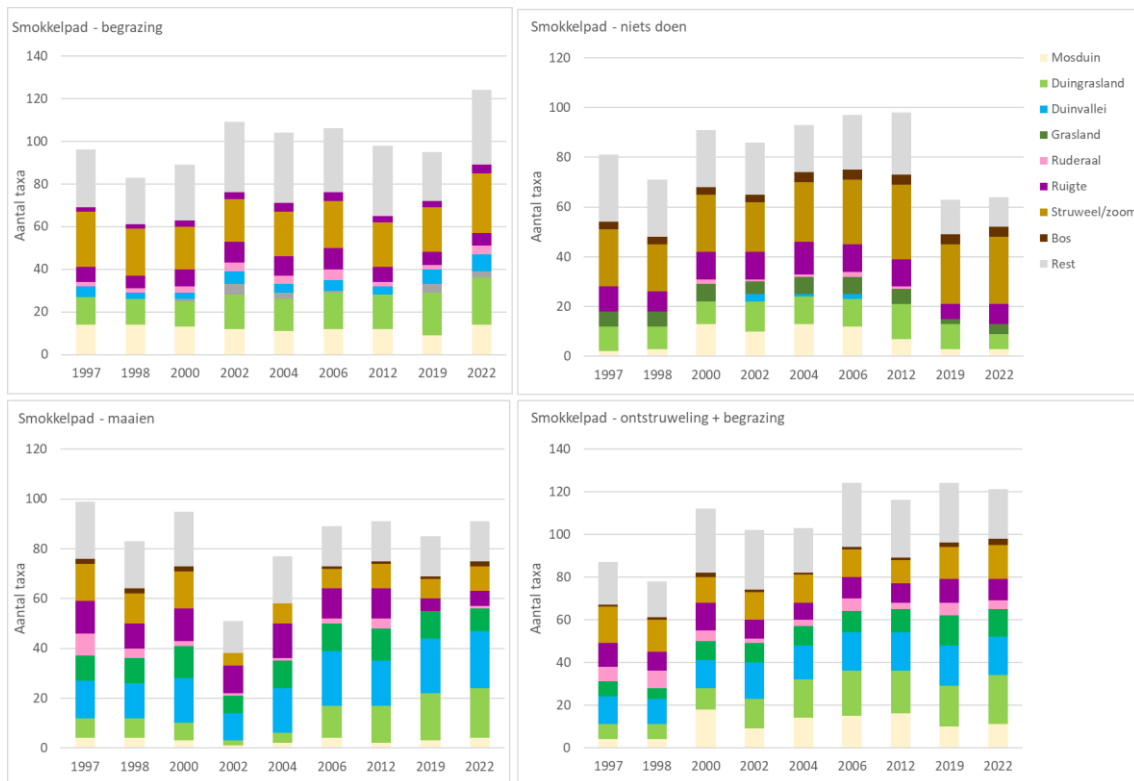 Smokkelpad - begrazing
Aantal taxa
140
120
100
80
60
40
20
0
1997 1998 2000 2002 2004 2006 2012 2019 2022
Smokkelpad - niets doen
Aantal taxa
120
100
80
60
40
20
0
1997 1998 2000 2002 2004 2006 2012 2019 2022
Mosduin
Duingrasland
Duinvallei
Grasland
Ruderaal
Ruigte
Struweel/zoom
Bos
Rest
Smokkelpad - maaien
Aantal taxa
120
100
80
60
40
20
0
1997 1998 2000 2002 2004 2006 2012 2019 2022
Smokkelpad - ontstruweling + begrazing
Aantal taxa
140
120
100
80
60
40
20
0
1997 1998 2000 2002 2004 2006 2012 2019 2022